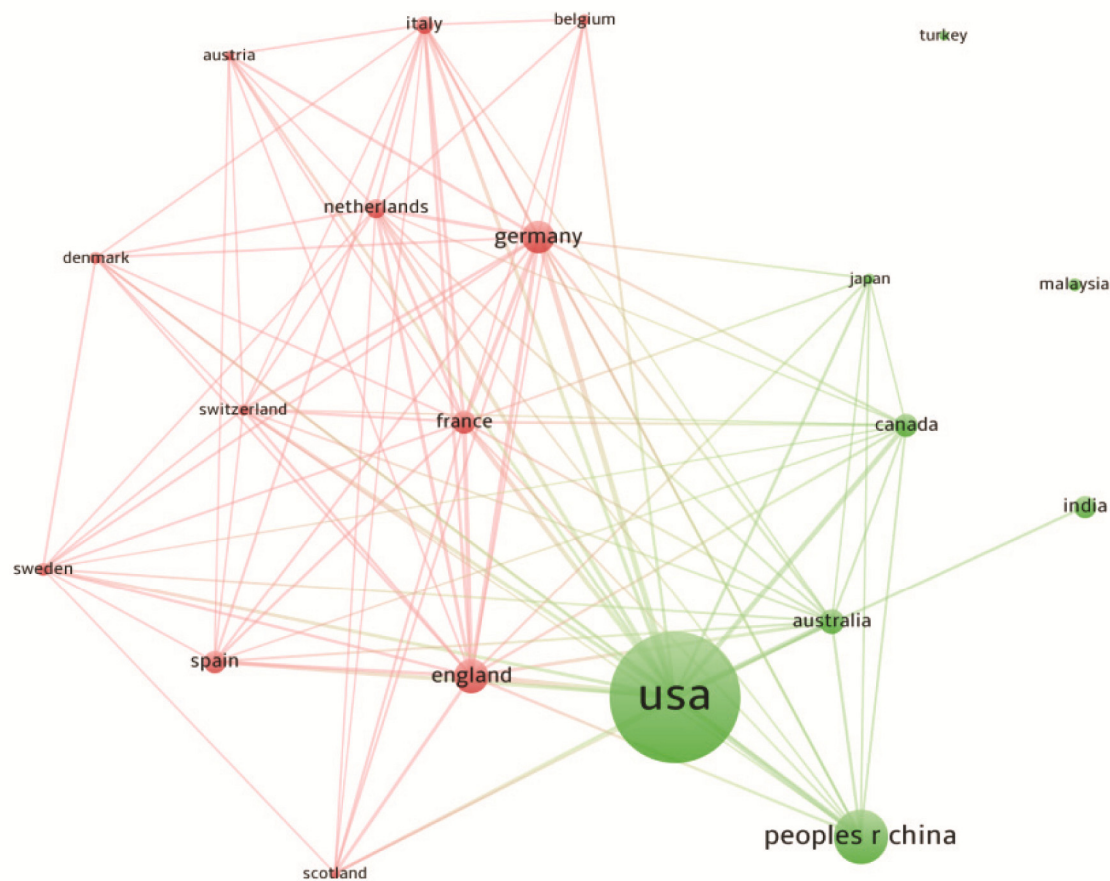 belgium
italy
turkey
austria
netherlands
germany
denmark
japan
malaysia
switzerland
france
canada
india
sweden
australia
spain
england
usa
peoples r china
scotland